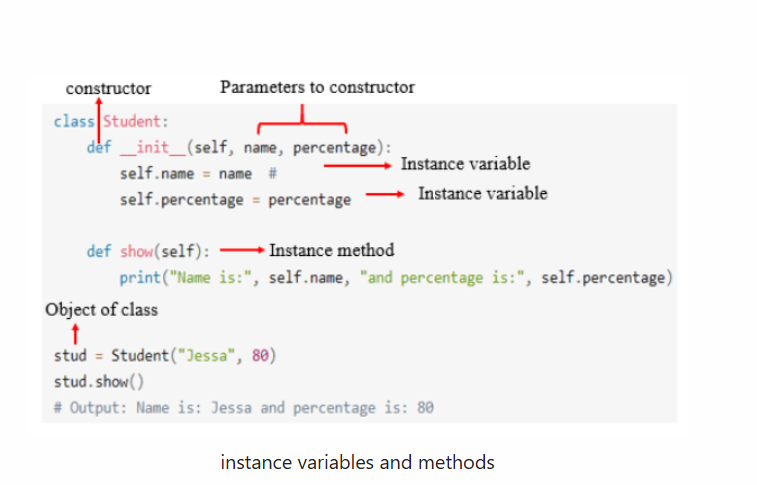 constructor Parameters to constructor
class Student:
def __init__(self, name, percentage):
Instance variable
self.name = name #
Instance variable
self.percentage = percentage
def show(self): Instance method
print("Name is:", self.name, "and percentage is:", self.percentage)
Object of class
stud = Student("Jessa", 80)
stud.show()
# Output: Name is: Jessa and percentage is: 80
instance variables and methods